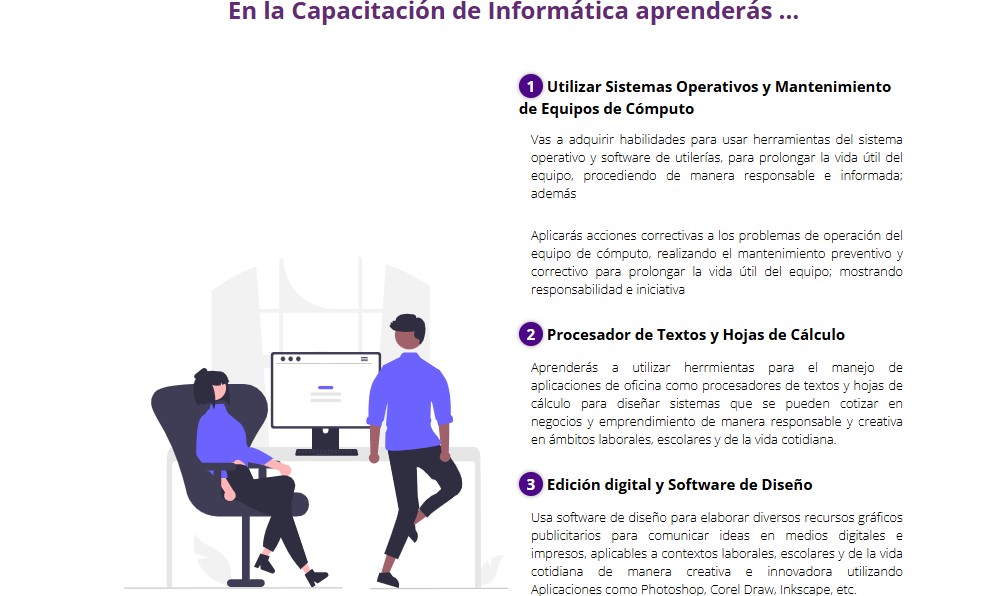 En la Capacitación de Informática aprenderás ...
1 Utilizar Sistemas Operativos y Mantenimiento
de Equipos de Cómputo
Vas a adquirir habilidades para usar herramientas del sistema
operativo y software de utilerías, para prolongar la vida útil del
equipo, procediendo de manera responsable e informada;
además
Aplicarás acciones correctivas a los problemas de operación del
equipo de cómputo, realizando el mantenimiento preventivo y
correctivo para prolongar la vida útil del equipo; mostrando
responsabilidad e iniciativa
2 Procesador de Textos y Hojas de Cálculo
Aprenderás a utilizar herrmientas para el manejo de
aplicaciones de oficina como procesadores de textos y hojas de
cálculo para diseñar sistemas que se pueden cotizar en
negocios y emprendimiento de manera responsable y creativa
en ámbitos laborales, escolares y de la vida cotidiana.
3 Edición digital y Software de Diseño
Usa software de diseño para elaborar diversos recursos gráficos
publicitarios para comunicar ideas en medios digitales e
impresos, aplicables a contextos laborales, escolares y de la vida
cotidiana de manera creativa e innovadora utilizando
Aplicaciones como Photoshop, Corel Draw, Inkscape, etc.